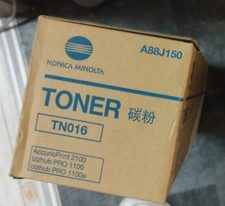 KONICA MINOLTA
A88J150
TONER 碳粉
TN016
AccurioPrint 2100
bizhub PRO 1100
bizhub PRO 1100e